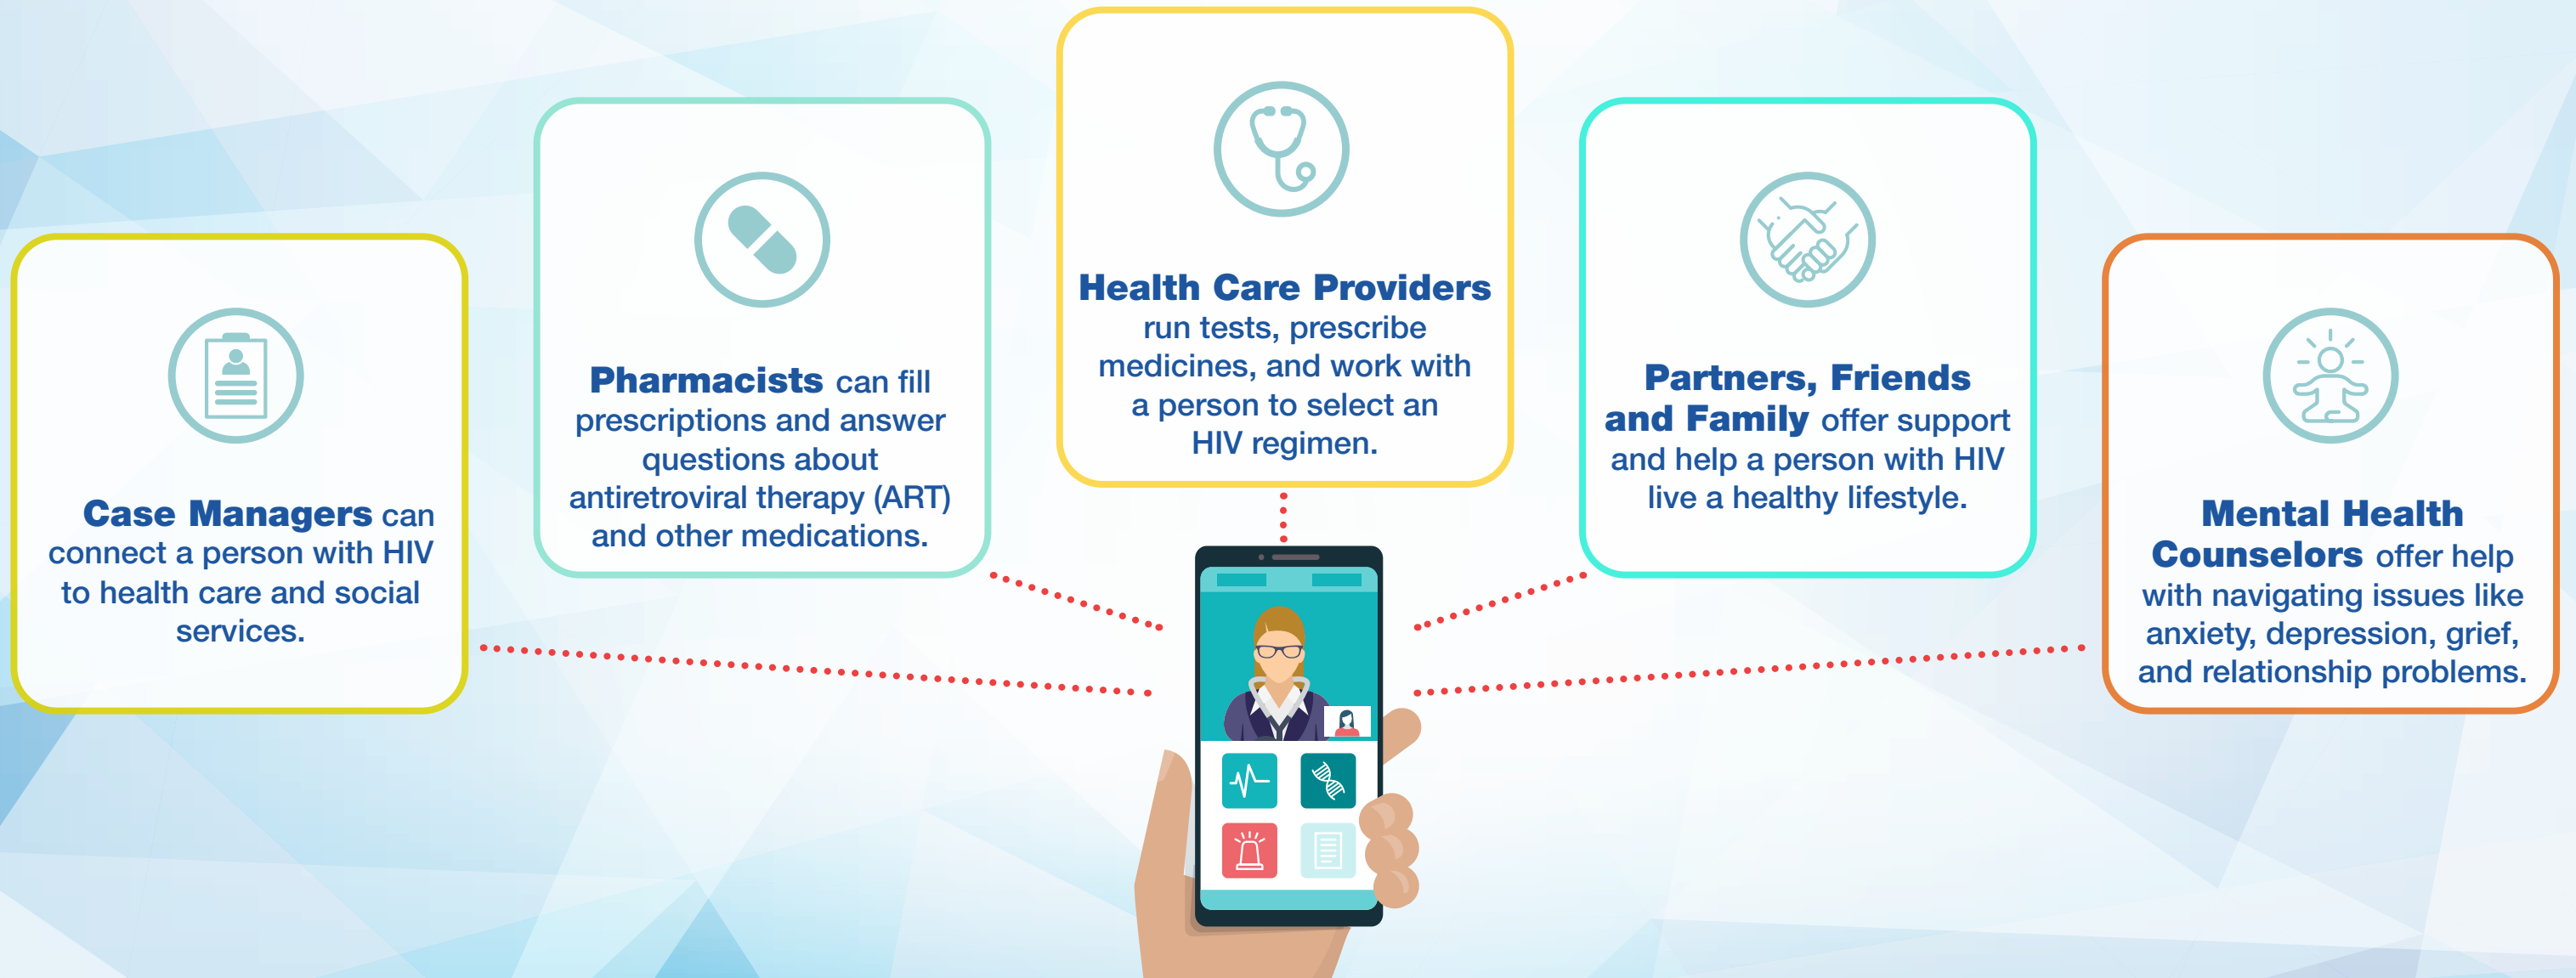 Case Managers can
connect a person with HIV
to health care and social
services.
Pharmacists can fill
prescriptions and answer
questions about
antiretroviral therapy (ART)
and other medications.
Health Care Providers
run tests, prescribe
medicines, and work with
a person to select an
HIV regimen.
Partners, Friends
and Family offer support
and help a person with HIV
live a healthy lifestyle.
Mental Health
Counselors offer help
with navigating issues like
anxiety, depression, grief,
and relationship problems.